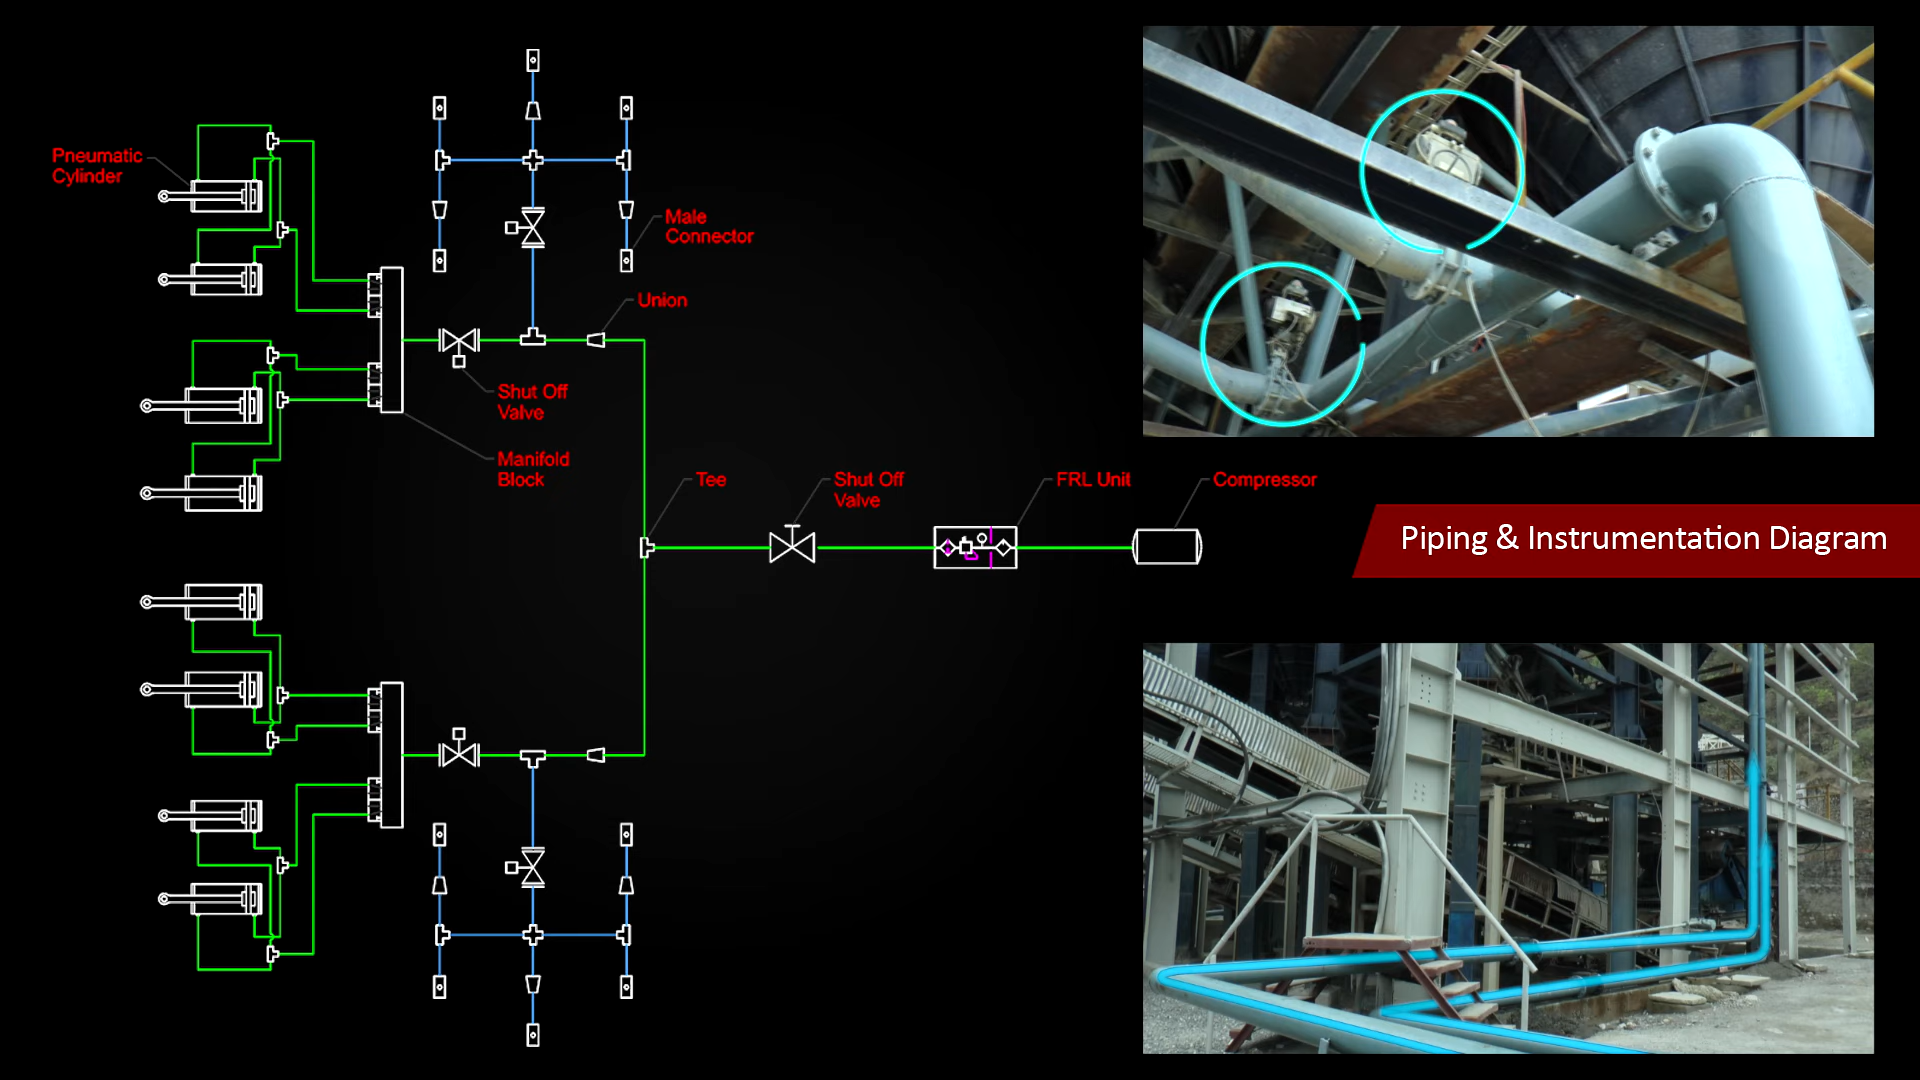 Pneumatic
Cylinder
Male
Connector
Union
Shut Off
Valve
Manifold
Block
Tee
Shut Off
Valve
FRL Unit
Compressor
Piping & Instrumentation Diagram